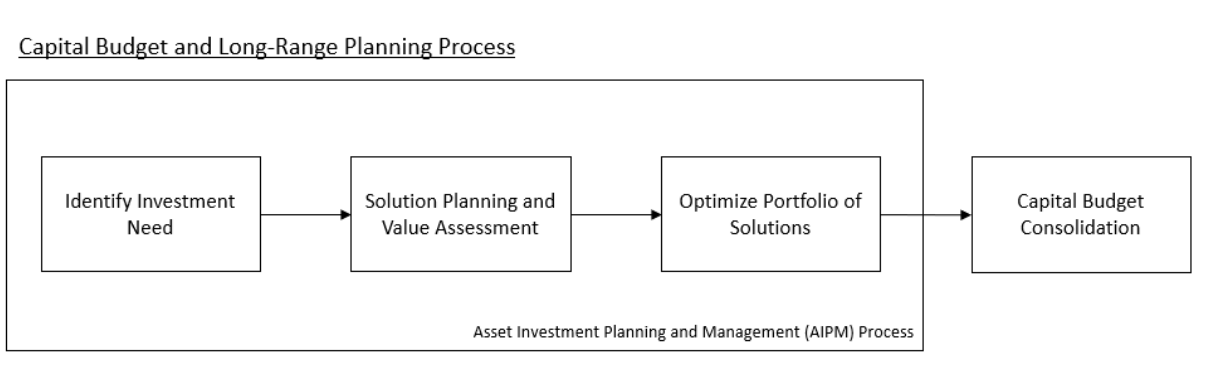 Capital Budget and Long-Range Planning Process
Identify Investment
Need
Solution Planning and
Value Assessment
Optimize Portfolio of
Solutions
Capital Budget
Consolidation
Asset Investment Planning and Management (AIPM) Process